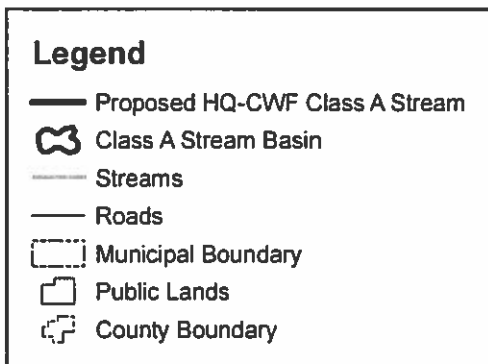 Legend
Proposed HQ-CWF Class A Stream
Class A Stream Basin
Streams
Roads
Municipal Boundary
Public Lands
County Boundary